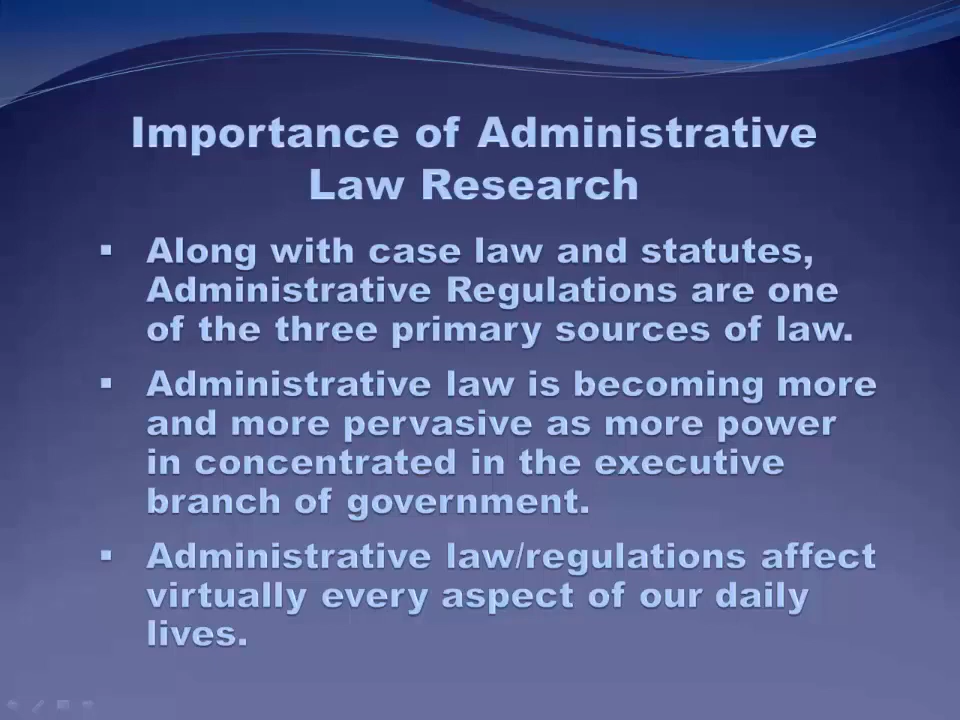 Importance of Administrative
Law Research
▪ Along with case law and statutes,
Administrative Regulations are one
of the three primary sources of law.
▪ Administrative law is becoming more
and more pervasive as more power
in concentrated in the executive
branch of government.
▪ Administrative law/regulations affect
virtually every aspect of our daily
lives.